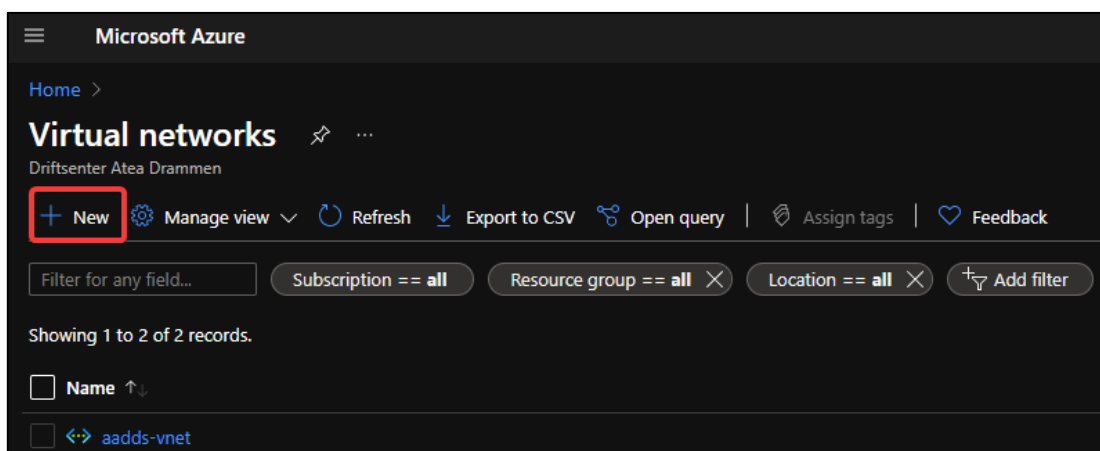 Microsoft Azure
Home >
Virtual networks ...
Driftsenter Atea Drammen
+ New Manage view Refresh Export to CSV Open query | Assign tags | Feedback
Filter for any field... Subscription == all Resource group == all Location == all Add filter
Showing 1 to 2 of 2 records.
Name ↑↓
aadds-vnet